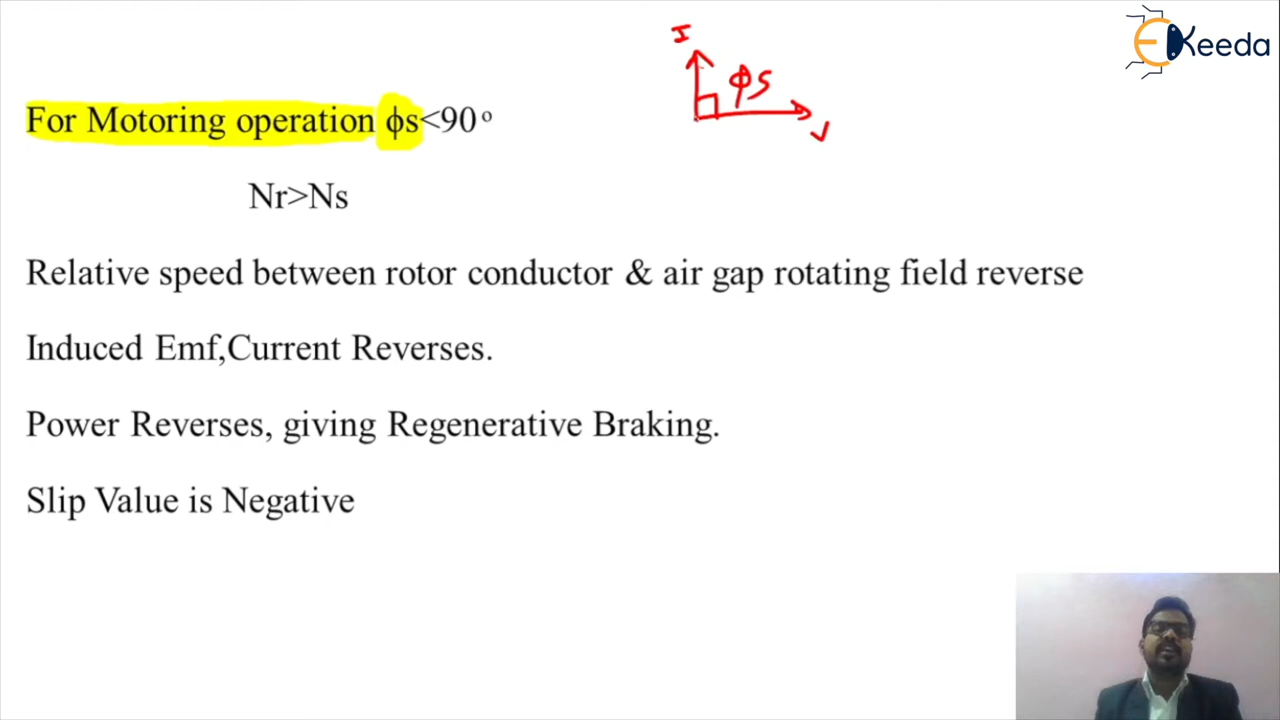 I
ϕs
V
EKeeda
For Motoring operation ϕs<90°
Nr>Ns
Relative speed between rotor conductor & air gap rotating field reverse
Induced Emf,Current Reverses.
Power Reverses, giving Regenerative Braking.
Slip Value is Negative